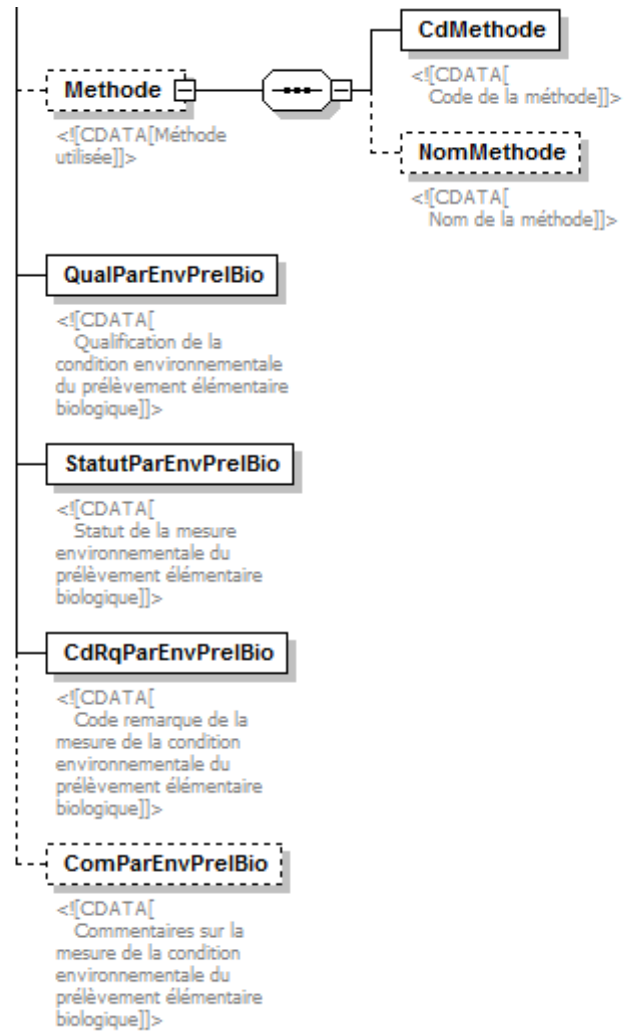 Methode
<![CDATA[Méthode
utilisée]]>
CdMethode
<![CDATA[
Code de la méthode]]>
NomMethode
<![CDATA[
Nom de la méthode]]>
QualParEnvPrelBio
<![CDATA[
Qualification de la
condition environnementale
du prélèvement élémentaire
biologique]]>
StatutParEnvPrelBio
<![CDATA[
Statut de la mesure
environnementale du
prélèvement élémentaire
biologique]]>
CdRqParEnvPrelBio
<![CDATA[
Code remarque de la
mesure de la condition
environnementale du
prélèvement élémentaire
biologique]]>
ComParEnvPrelBio
<![CDATA[
Commentaires sur la
mesure de la condition
environnementale du
prélèvement élémentaire
biologique]]>